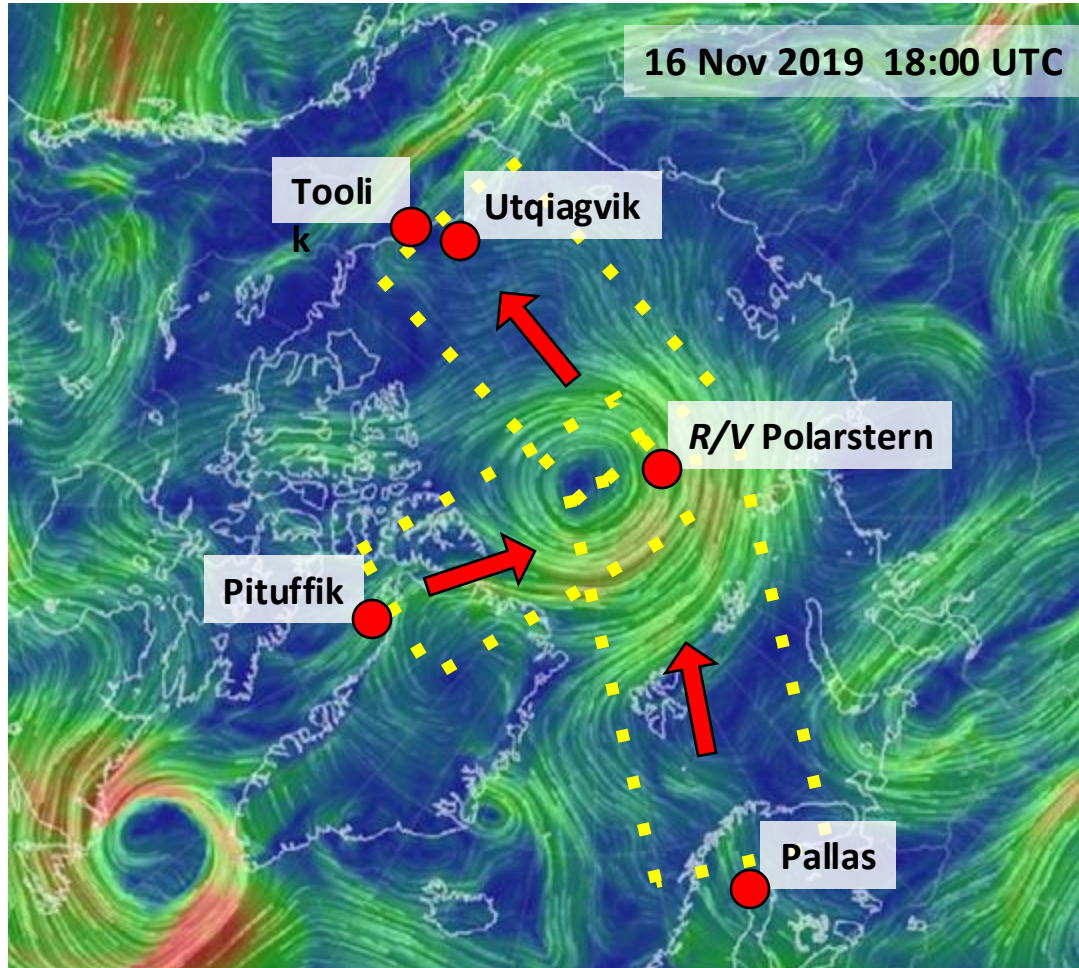 16 Nov 2019 18:00 UTC
Tooli
k
Utqiagvik
R/V Polarstern
Pituffik
Pallas